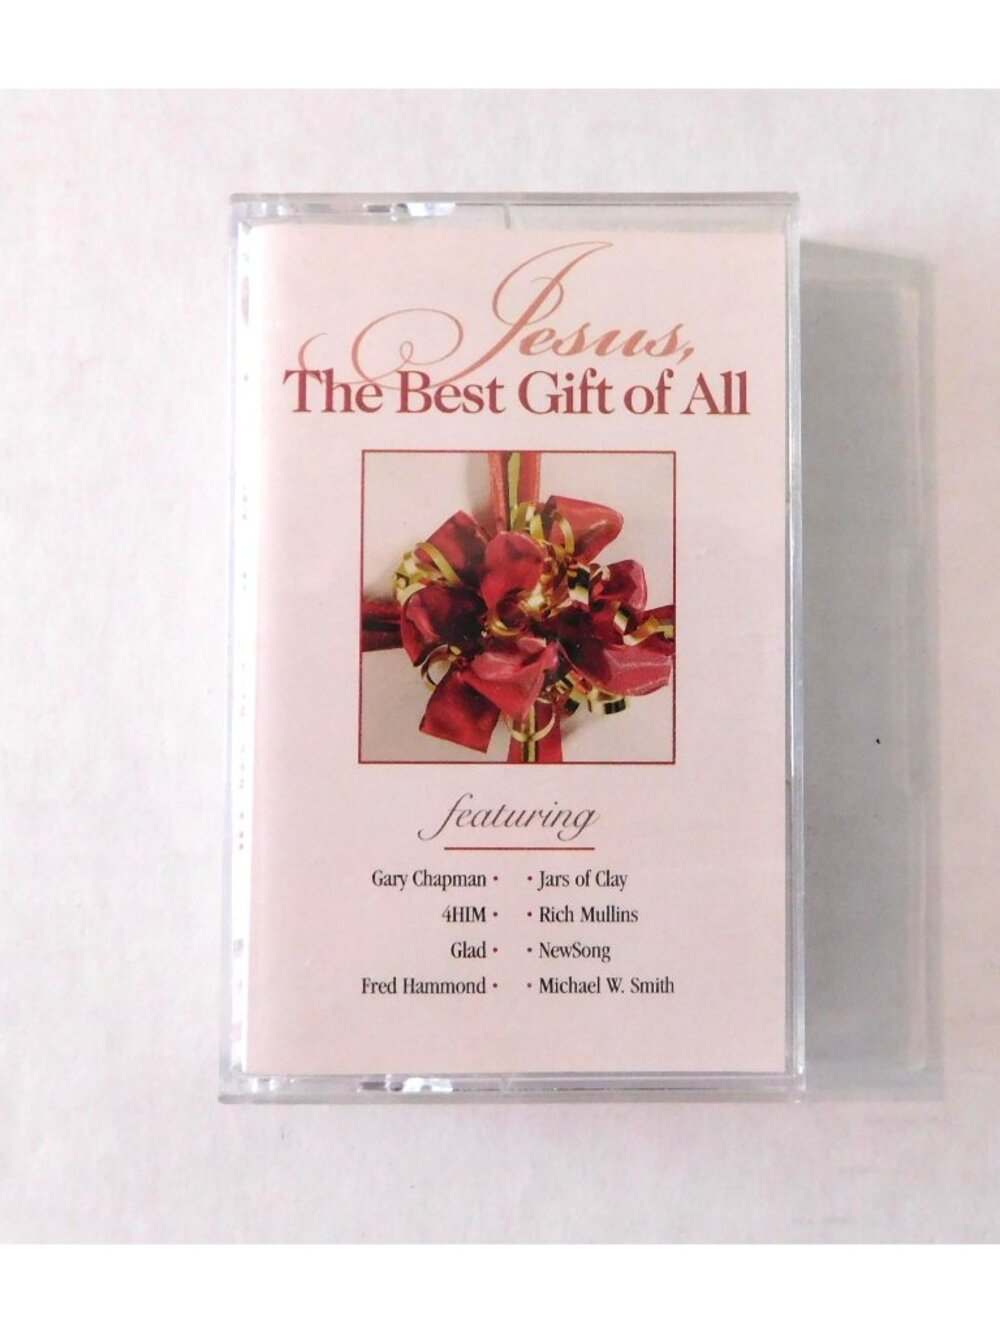 Jesus,
The Best Gift of All
featuring
Gary Chapman • • Jars of Clay
4HIM • • Rich Mullins
Glad • • NewSong
Fred Hammond • • Michael W. Smith